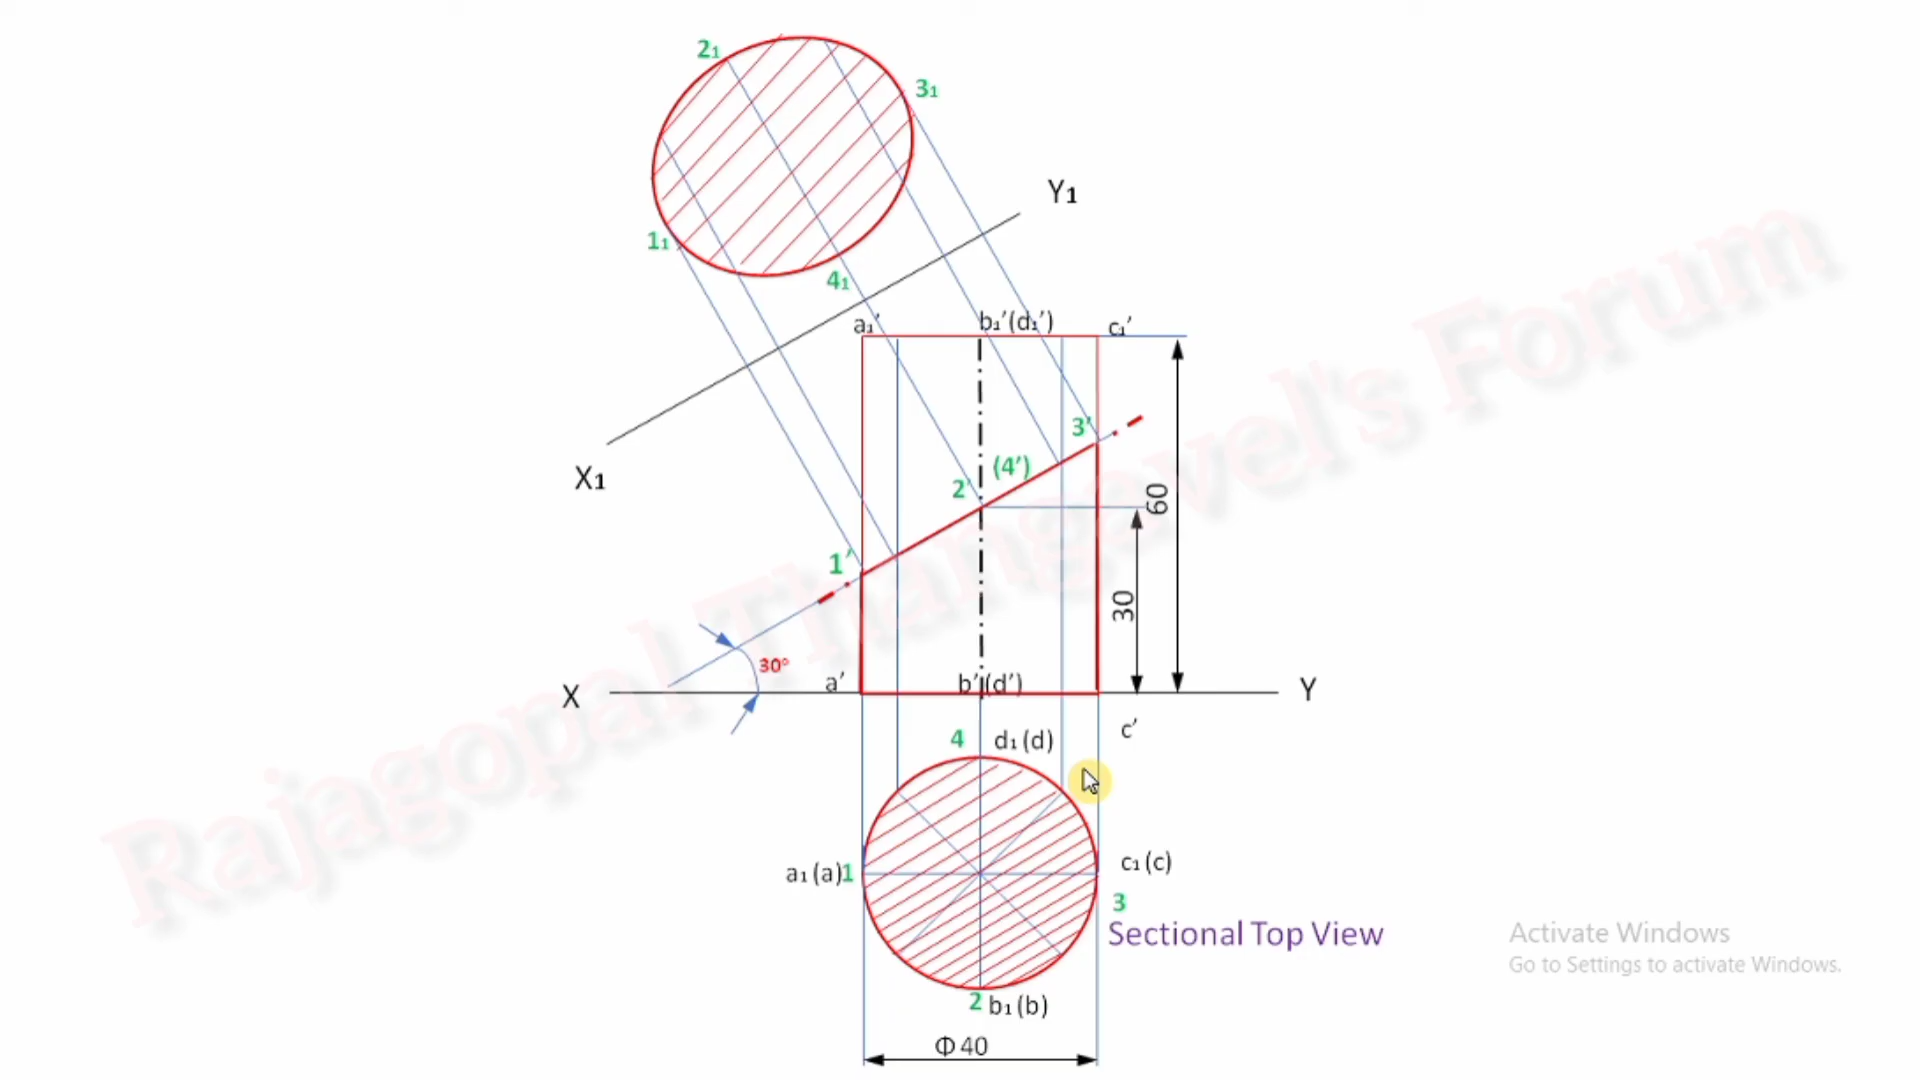 2₁
3₁
Y₁
1₁
4₁
a₁′ b₁′(d₁′) c₁′
3′
(4′)
X₁
2′
60
1′
30
30°
a′ b′(d′)
X Y
c′
4 d₁ (d)
a₁ (a) 1 c₁ (c)
3
Sectional Top View
2 b₁ (b)
Φ 40
Rajagopal Thangavel's Forum
Activate Windows
Go to Settings to activate Windows.